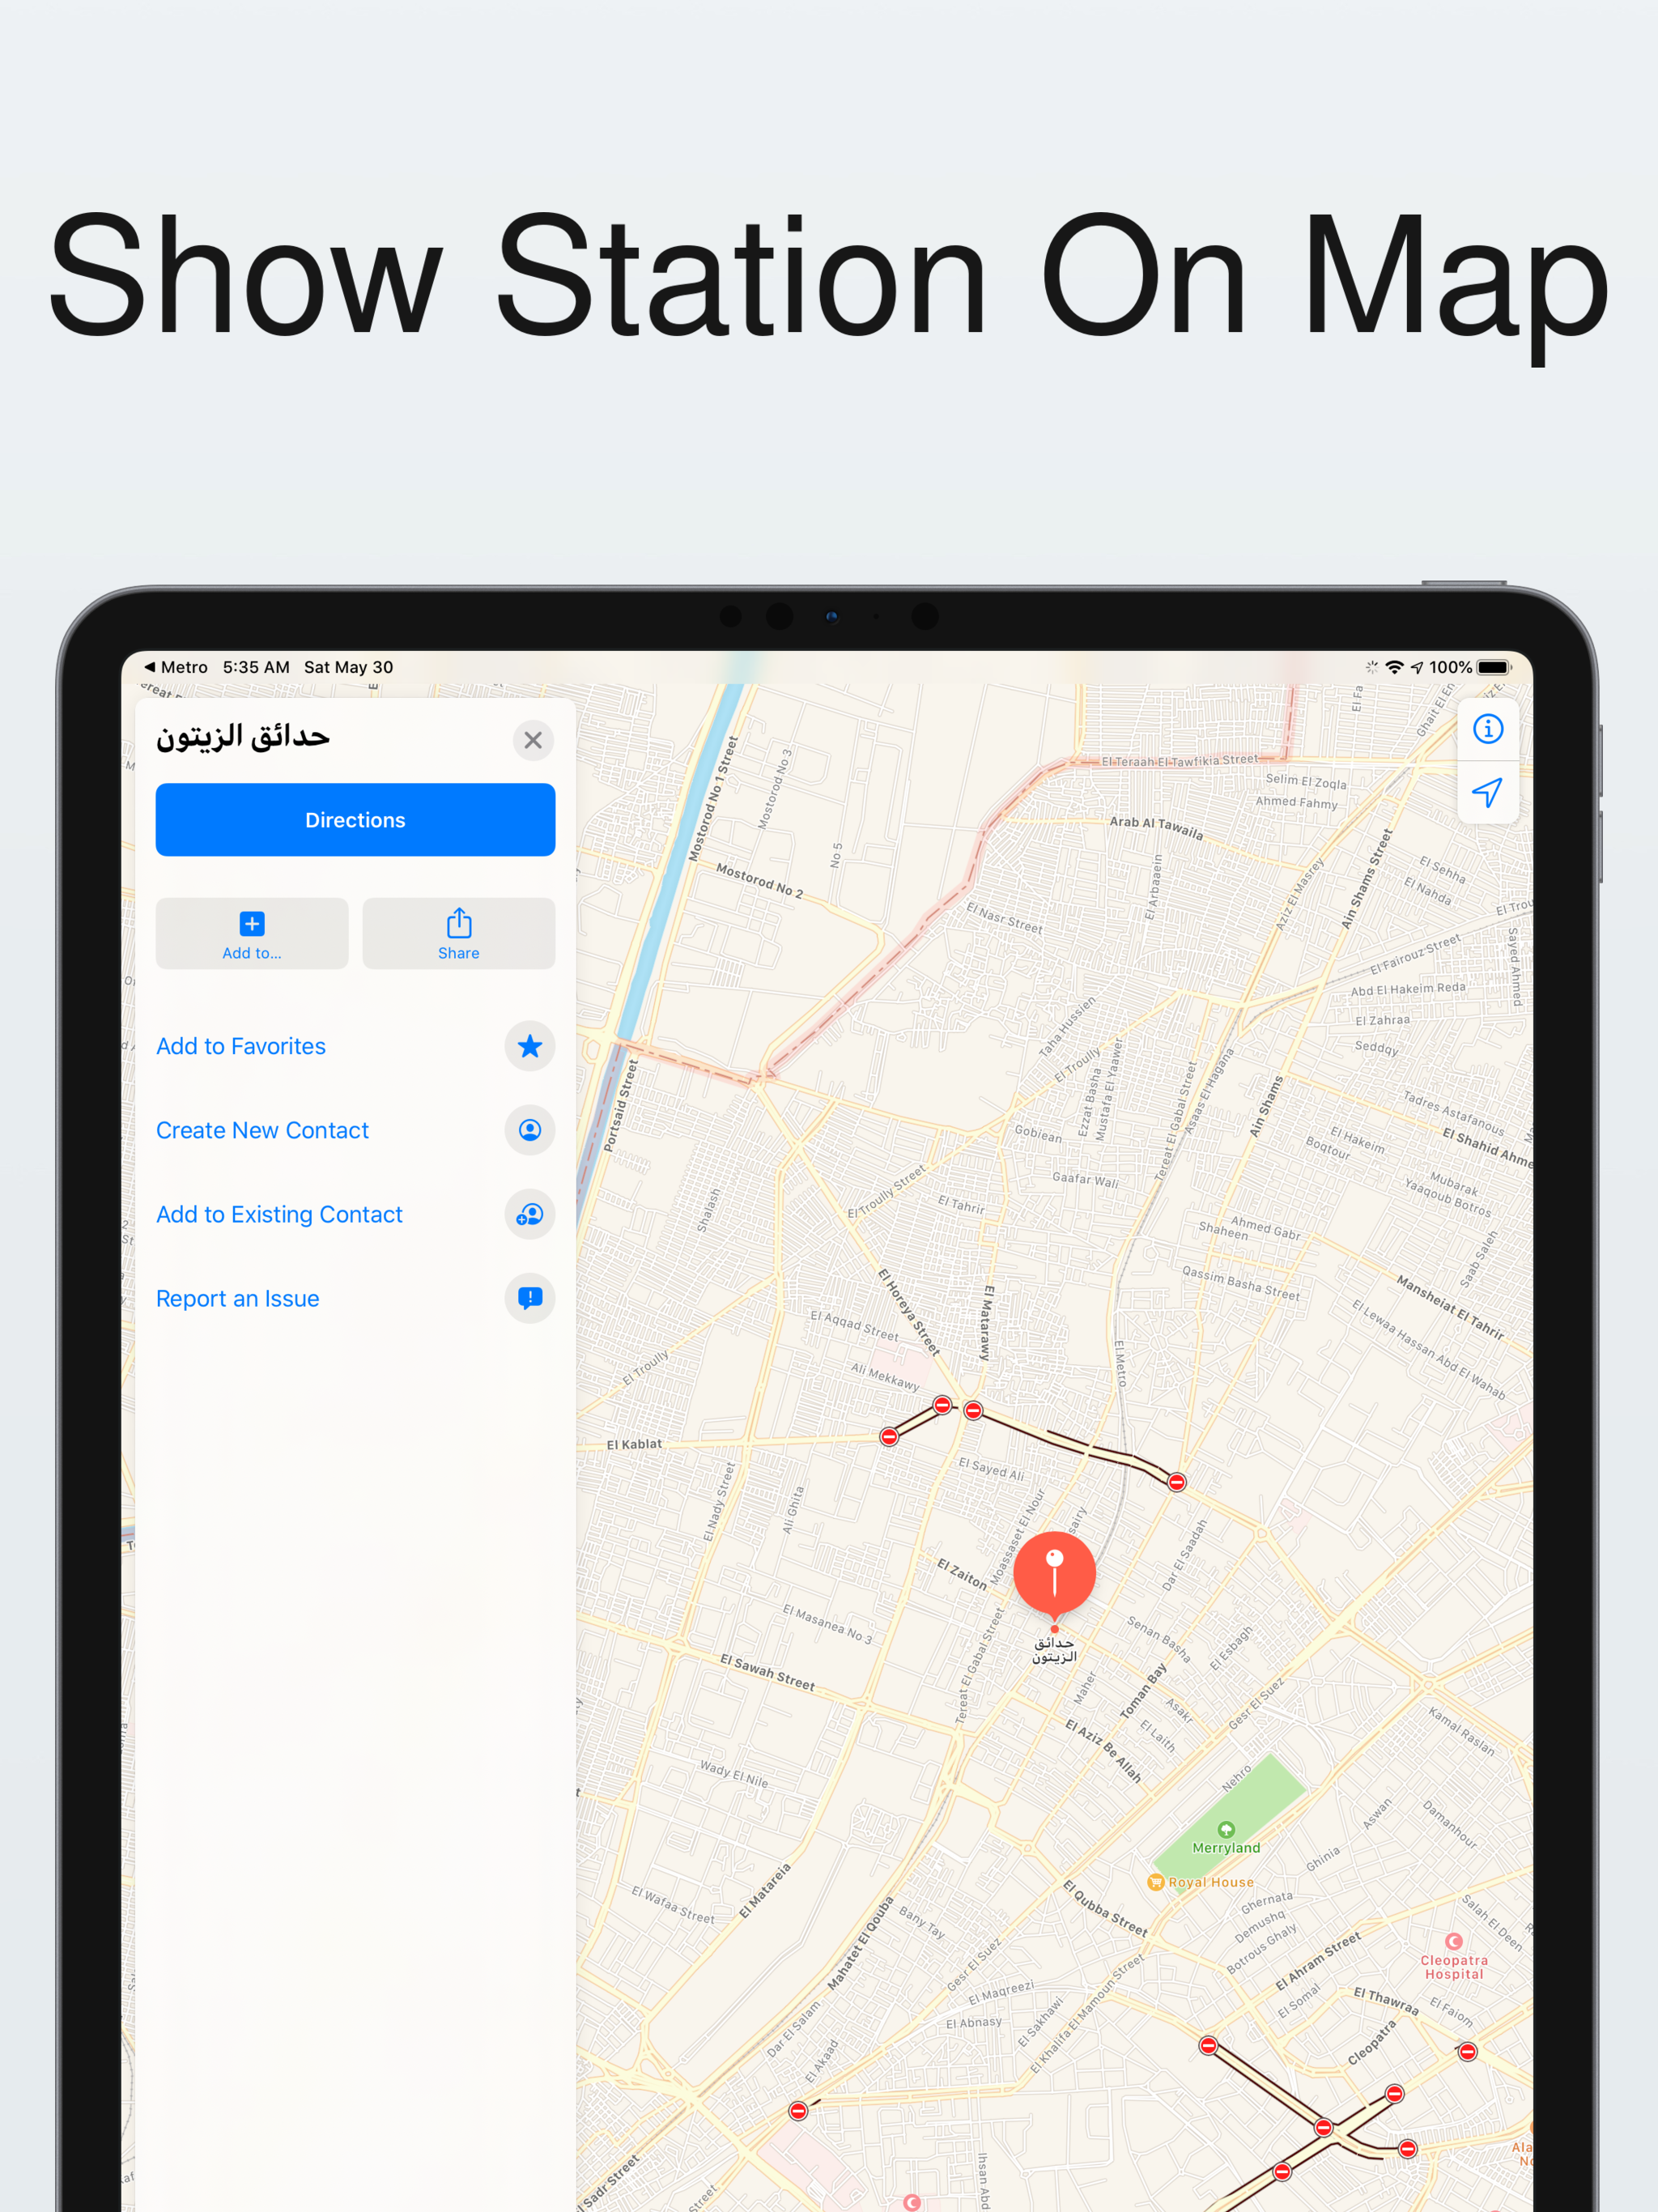 Show Station On Map
Metro 5:35 AM Sat May 30
100%
حدائق الزيتون
Directions
Add to...
Share
Add to Favorites
Create New Contact
Add to Existing Contact
Report an Issue
El Teraah El Tawfikia Street
Selim El Zoqla
Ahmed Fahmy
Arab Al Tawaila
Mostorod No 1 Street
Mostorod No 3
No 5
Mostorod No 2
El Nasr Street
El Arbaaein
Aziz El Masrey
Ain Shams Street
El Sehha
El Nahda
El Fairouz Street
Sayed Ahmed
Abd El Hakeim Reda
El Zahraa
Seddqy
Taha Hussien
El Troully
Ezzat Basha
Mustafa El Yaawer
Tereat El Gabal Street
Asaas El Hagana
Ain Shams
Tadres Astafanous
El Shahid Ahme
El Hakeim
Boqtour
Portsaid Street
Gobiean
Gaafar Wali
Mubarak
Yaaqoub Botros
El Troully Street
El Tahrir
Shalash
Ahmed Gabr
Shaheen
Saab Saleh
Qassim Basha Street
Mansheiat El Tahrir
El Horeya Street
El Matarawy
El Aqqad Street
El Metro
El Lewaa Hassan Abd El Wahab
Ali Mekkawy
El Troully
El Kablat
El Sayed Ali
El Nady Street
Ali Ghita
Moassaset El Nour
Dar El Saadah
El Zaiton
حدائق
الزيتون
El Masanea No 3
Senan Basha
El Esbagh
El Sawah Street
Tereat El Gabal Street
Maher
Toman Bay
Asakr
El Laith
Gesr El Suez
El Aziz Be Allah
Kamal Raslan
Wady El Nile
Nehro
Merryland
Aswan
Damanhour
Ghinia
Royal House
El Wafaa Street
El Matareia
Mahatet El Qouba
Bany Tay
El Qubba Street
Ghernata
Demushq
Botrous Ghaly
Salah El Deen
Gesr El Suez
El Ahram Street
Cleopatra
Hospital
El Maqreezi
El Somal
El Thawraa
El Faiom
El Abnasy
El Sakhawi
El Khalifa El Mamoun Street
Dar El Salam
El Akaad
Cleopatra
Ihsan Abd
l Sadr Street